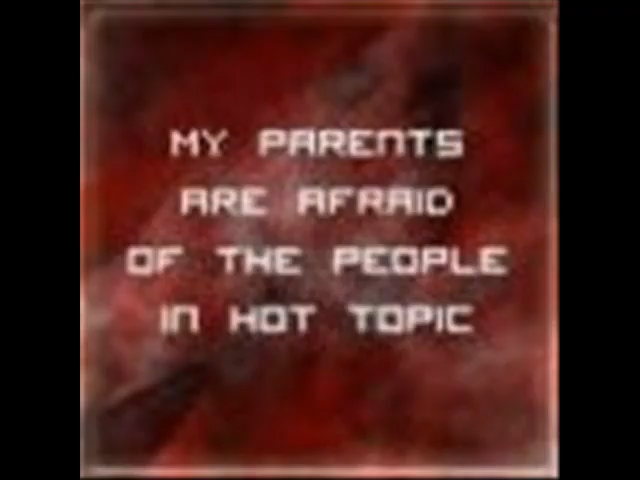 MY PARENTS
ARE AFRAID
OF THE PEOPLE
IN HOT TOPIC